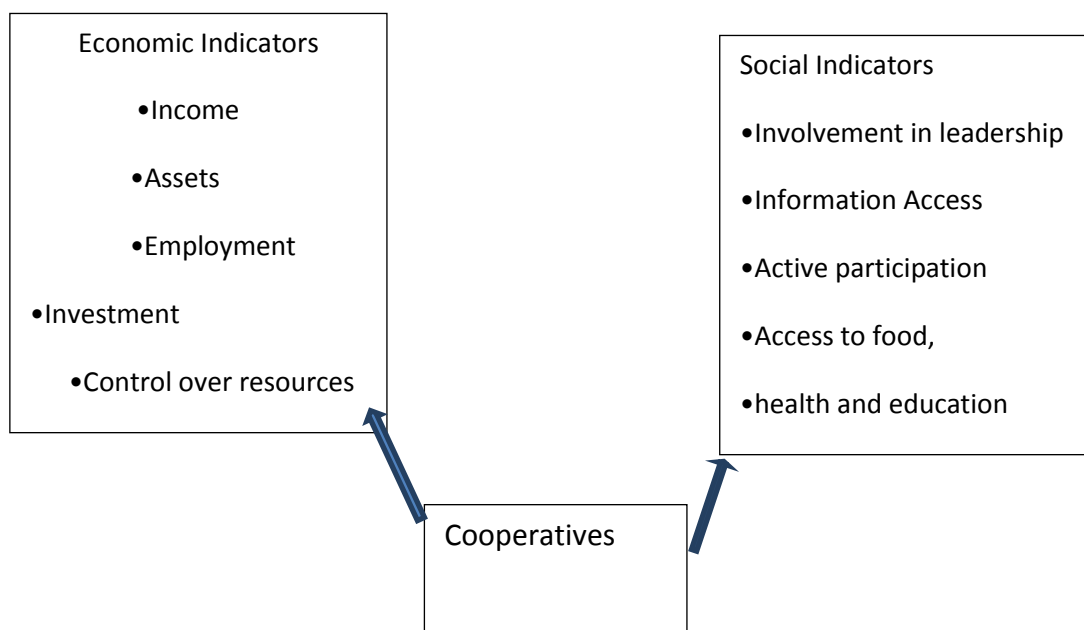 Economic Indicators
•Income
•Assets
•Employment
•Investment
•Control over resources
Social Indicators
•Involvement in leadership
•Information Access
•Active participation
•Access to food,
•health and education
Cooperatives